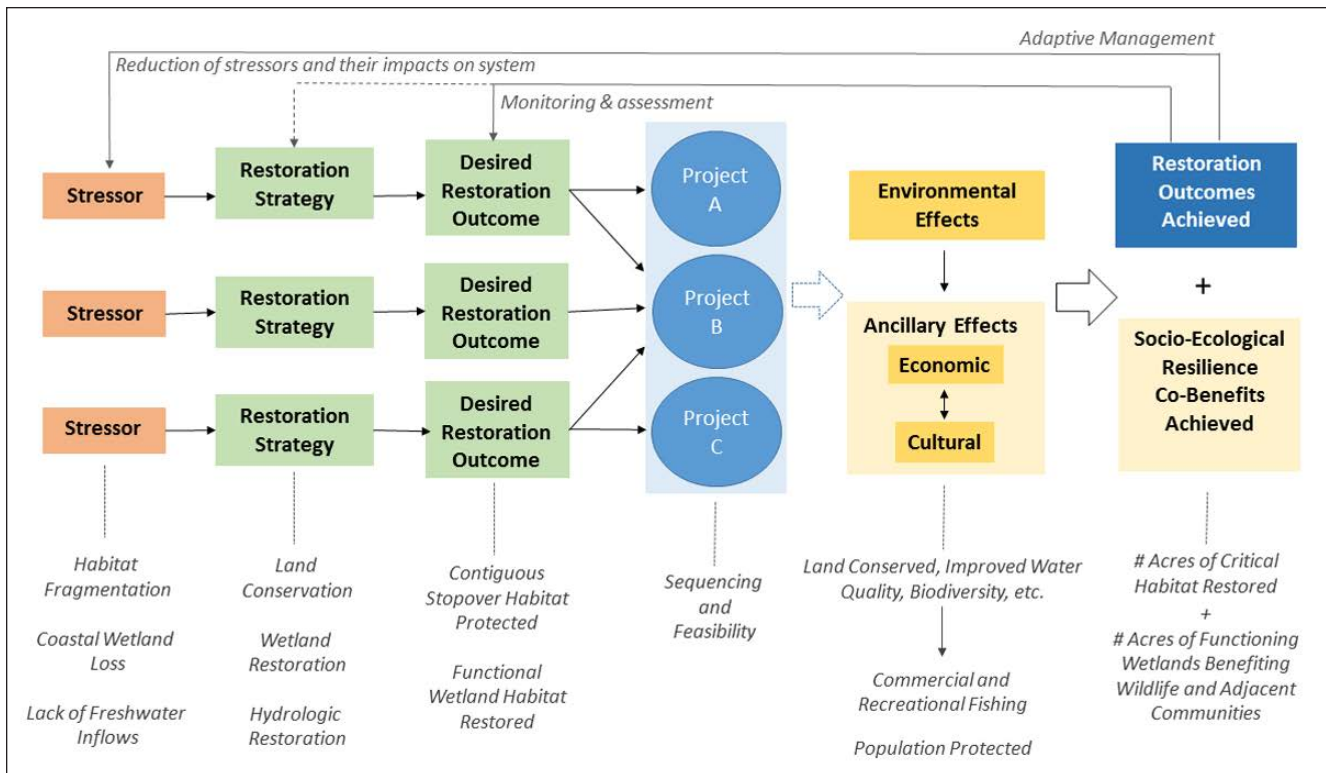 Adaptive Management
Reduction of stressors and their impacts on system
Monitoring & assessment
Stressor
Restoration
Strategy
Desired
Restoration
Outcome
Project
A
Environmental
Effects
Restoration
Outcomes
Achieved
Stressor
Restoration
Strategy
Desired
Restoration Outcome
Project
B
Ancillary Effects
Economic
Cultural
+
Socio-Ecological
Resilience
Co-Benefits
Achieved
Stressor
Restoration
Strategy
Desired
Restoration
Outcome
Project
C
Habitat
Fragmentation
Coastal Wetland
Loss
Lack of Freshwater
Inflows
Land
Conservation
Wetland
Restoration
Hydrologic
Restoration
Contiguous
Stopover Habitat
Protected
Functional
Wetland Habitat
Restored
Sequencing
and
Feasibility
Land Conserved, Improved Water
Quality, Biodiversity, etc.
Commercial and
Recreational Fishing
Population Protected
# Acres of Critical
Habitat Restored
+
# Acres of Functioning
Wetlands Benefiting
Wildlife and Adjacent
Communities